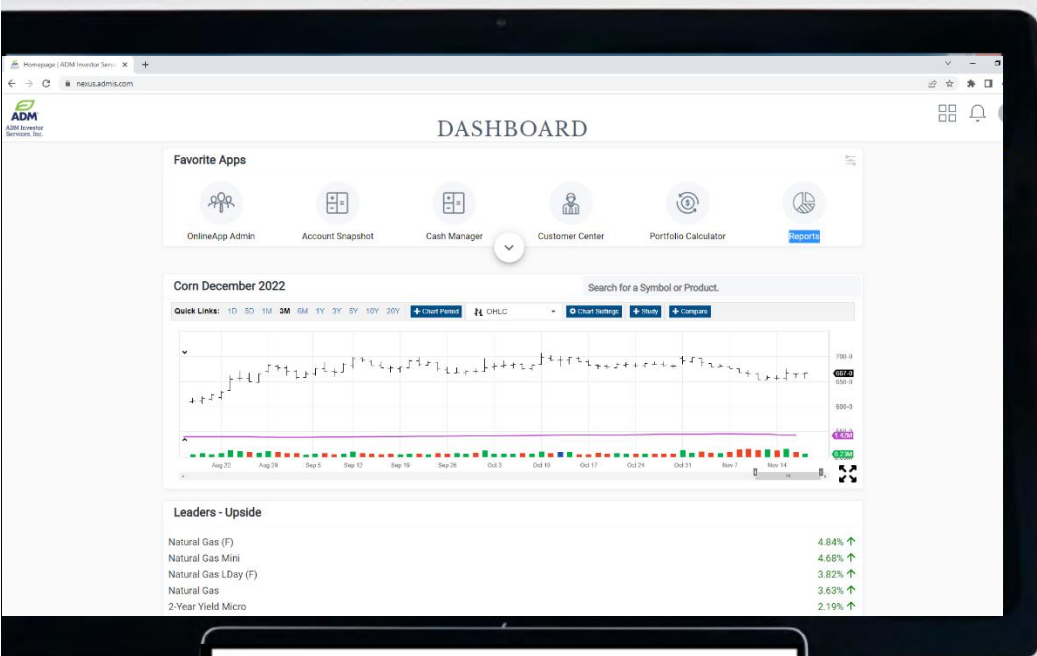 Homepage | ADM Investor Servi
nexus.admis.com
ADM
ADM Investor
Services, Inc.
DASHBOARD
Favorite Apps
OnlineApp Admin Account Snapshot Cash Manager Customer Center Portfolio Calculator Reports
Corn December 2022
Search for a Symbol or Product.
Quick Links: 1D 5D 1M 3M 6M 1Y 3Y 5Y 10Y 20Y Chart Period OHLC Chart Settings Study Compare
700-0
667-0
650-0
600-0
1.42M
0.23M
Aug 22 Aug 29 Sep 5 Sep 12 Sep 19 Sep 26 Oct 3 Oct 10 Oct 17 Oct 24 Oct 31 Nov 7 Nov 14
Leaders - Upside
Natural Gas (F) 4.84%
Natural Gas Mini 4.68%
Natural Gas LDay (F) 3.82%
Natural Gas 3.63%
2-Year Yield Micro 2.19%